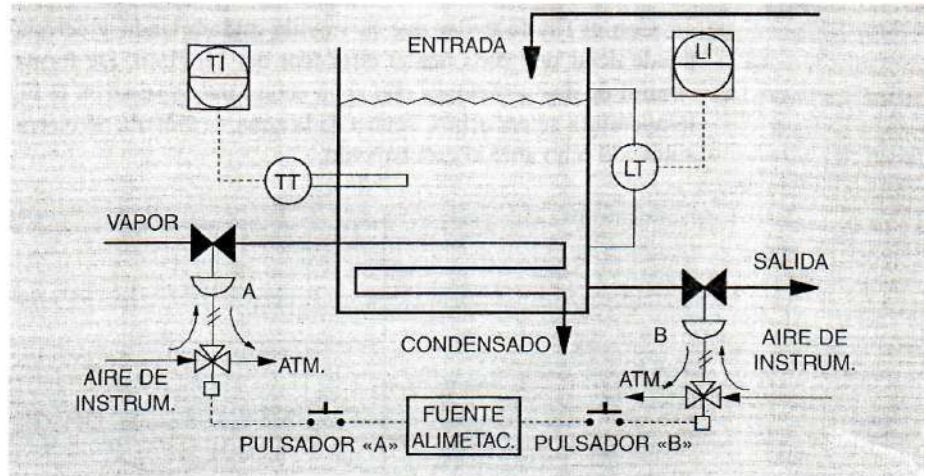 ENTRADA
TI
LI
TT
LT
VAPOR
SALIDA
A
B
CONDENSADO
ATM.
AIRE DE
INSTRUM.
ATM.
AIRE DE
INSTRUM.
FUENTE
ALIMETAC.
PULSADOR «A»
PULSADOR «B»